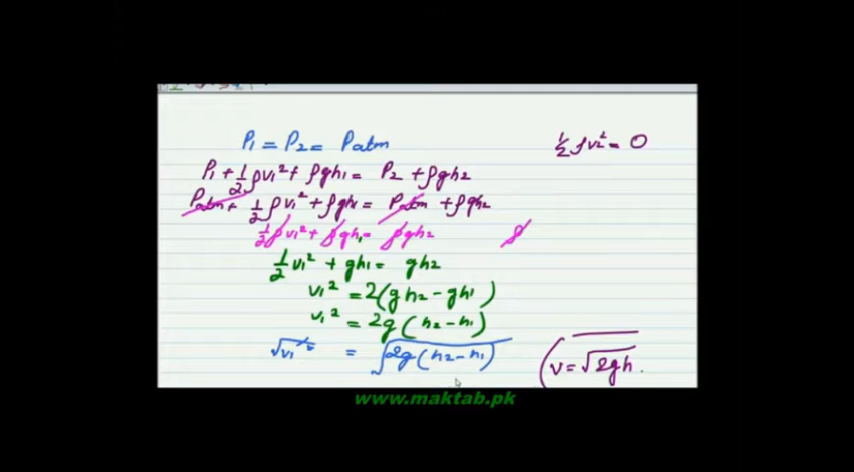 P₁ = P₂ = Patm
½ρv₂² = 0
P₁ + ½ρv₁² + ρgh₁ = P₂ + ρgh₂
Patm + ½ρv₁² + ρgh₁ = Patm + ρgh₂
½ρv₁² + ρgh₁ = ρgh₂
ρ
½v₁² + gh₁ = gh₂
v₁² = 2(gh₂ - gh₁)
v₁² = 2g(h₂ - h₁)
√v₁² = √2g(h₂ - h₁)
(v = √2gh.
www.maktab.pk